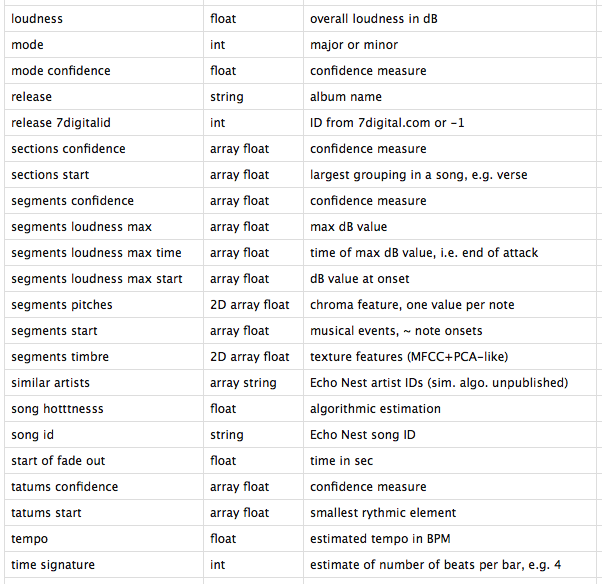 loudness float overall loudness in dB
mode int major or minor
mode confidence float confidence measure
release string album name
release 7digitalid int ID from 7digital.com or -1
sections confidence array float confidence measure
sections start array float largest grouping in a song, e.g. verse
segments confidence array float confidence measure
segments loudness max array float max dB value
segments loudness max time array float time of max dB value, i.e. end of attack
segments loudness max start array float dB value at onset
segments pitches 2D array float chroma feature, one value per note
segments start array float musical events, ~ note onsets
segments timbre 2D array float texture features (MFCC+PCA-like)
similar artists array string Echo Nest artist IDs (sim. algo. unpublished)
song hotttnesss float algorithmic estimation
song id string Echo Nest song ID
start of fade out float time in sec
tatums confidence array float confidence measure
tatums start array float smallest rythmic element
tempo float estimated tempo in BPM
time signature int estimate of number of beats per bar, e.g. 4